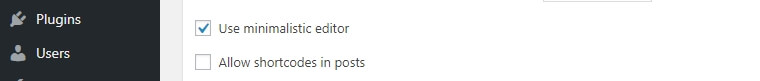 Plugins
Users
Use minimalistic editor
Allow shortcodes in posts